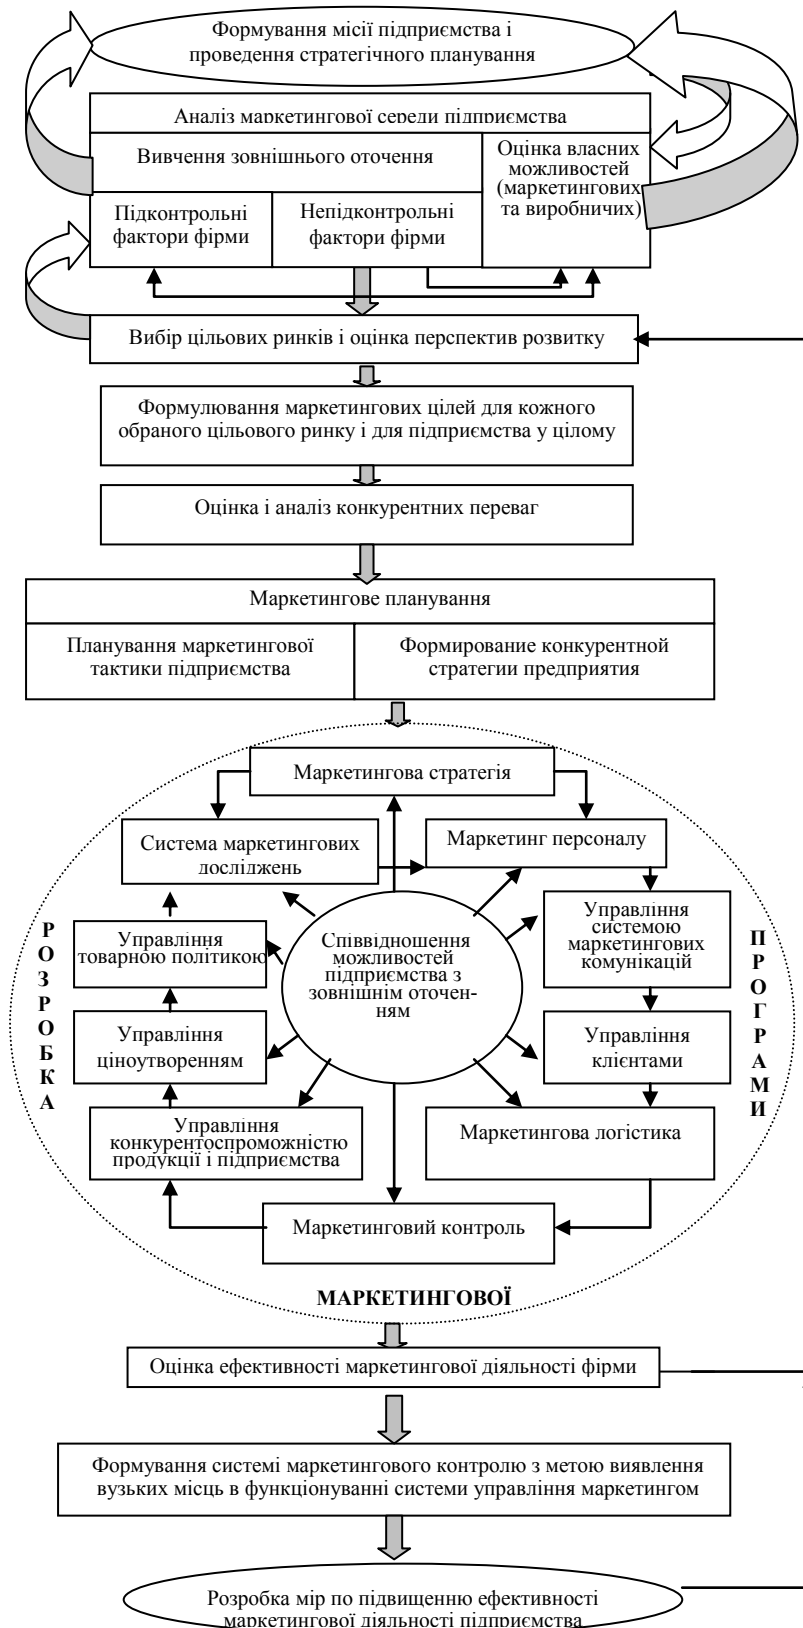 Формування місії підприємства і
проведення стратегічного планування
Аналіз маркетингової середи підприємства
Вивчення зовнішнього оточення
Оцінка власних
можливостей
(маркетингових
та виробничих)
Підконтрольні
фактори фірми
Непідконтрольні
фактори фірми
Вибір цільових ринків і оцінка перспектив розвитку
Формулювання маркетингових цілей для кожного
обраного цільового ринку і для підприємства у цілому
Оцінка і аналіз конкурентних переваг
Маркетингове планування
Планування маркетингової
тактики підприємства
Формирование конкурентной
стратегии предприятия
Маркетингова стратегія
Система маркетингових
досліджень
Маркетинг персоналу
Управління
товарною політикою
Співвідношення
можливостей
підприємства з
зовнішнім оточен-
ням
Управління
системою
маркетингових
комунікацій
Управління
ціноутворенням
Управління
клієнтами
Управління
конкурентоспроможністю
продукції і підприємства
Маркетингова логістика
Маркетинговий контроль
РОЗРОБКА
МАРКЕТИНГОВОЇ
ПРОГРАМИ
Оцінка ефективності маркетингової діяльності фірми
Формування системі маркетингового контролю з метою виявлення
вузьких місць в функціонуванні системи управління маркетингом
Розробка мір по підвищенню ефективності
маркетингової діяльності підприємства